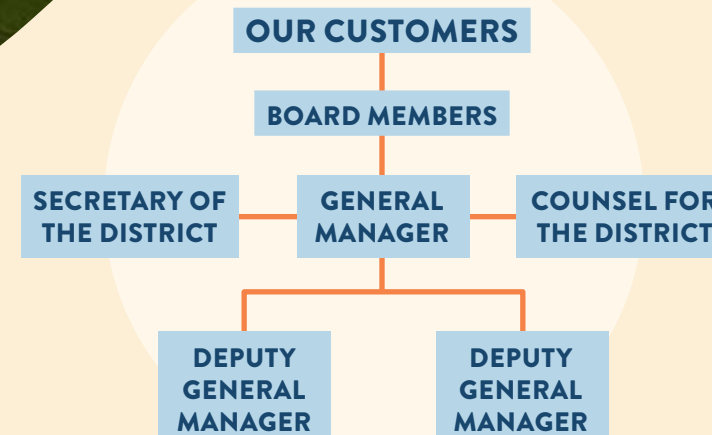 OUR CUSTOMERS
BOARD MEMBERS
SECRETARY OF
THE DISTRICT
GENERAL
MANAGER
COUNSEL FOR
THE DISTRICT
DEPUTY
GENERAL
MANAGER
DEPUTY
GENERAL
MANAGER